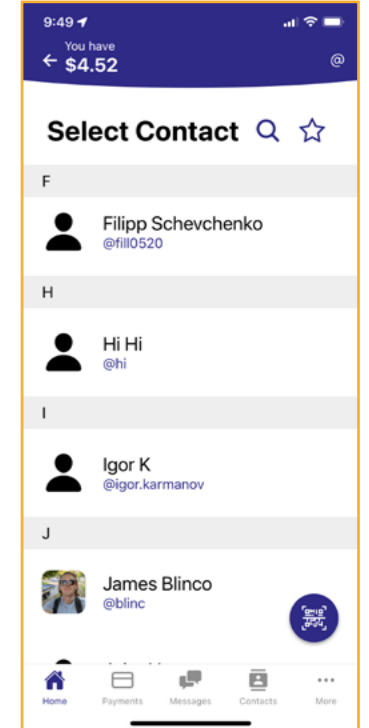 9:49
You have
$4.52
@
Select Contact
F
Filipp Schevchenko
@fill0520
H
Hi Hi
@hi
I
Igor K
@igor.karmanov
J
James Blinco
@blinc
Home Payments Messages Contacts More